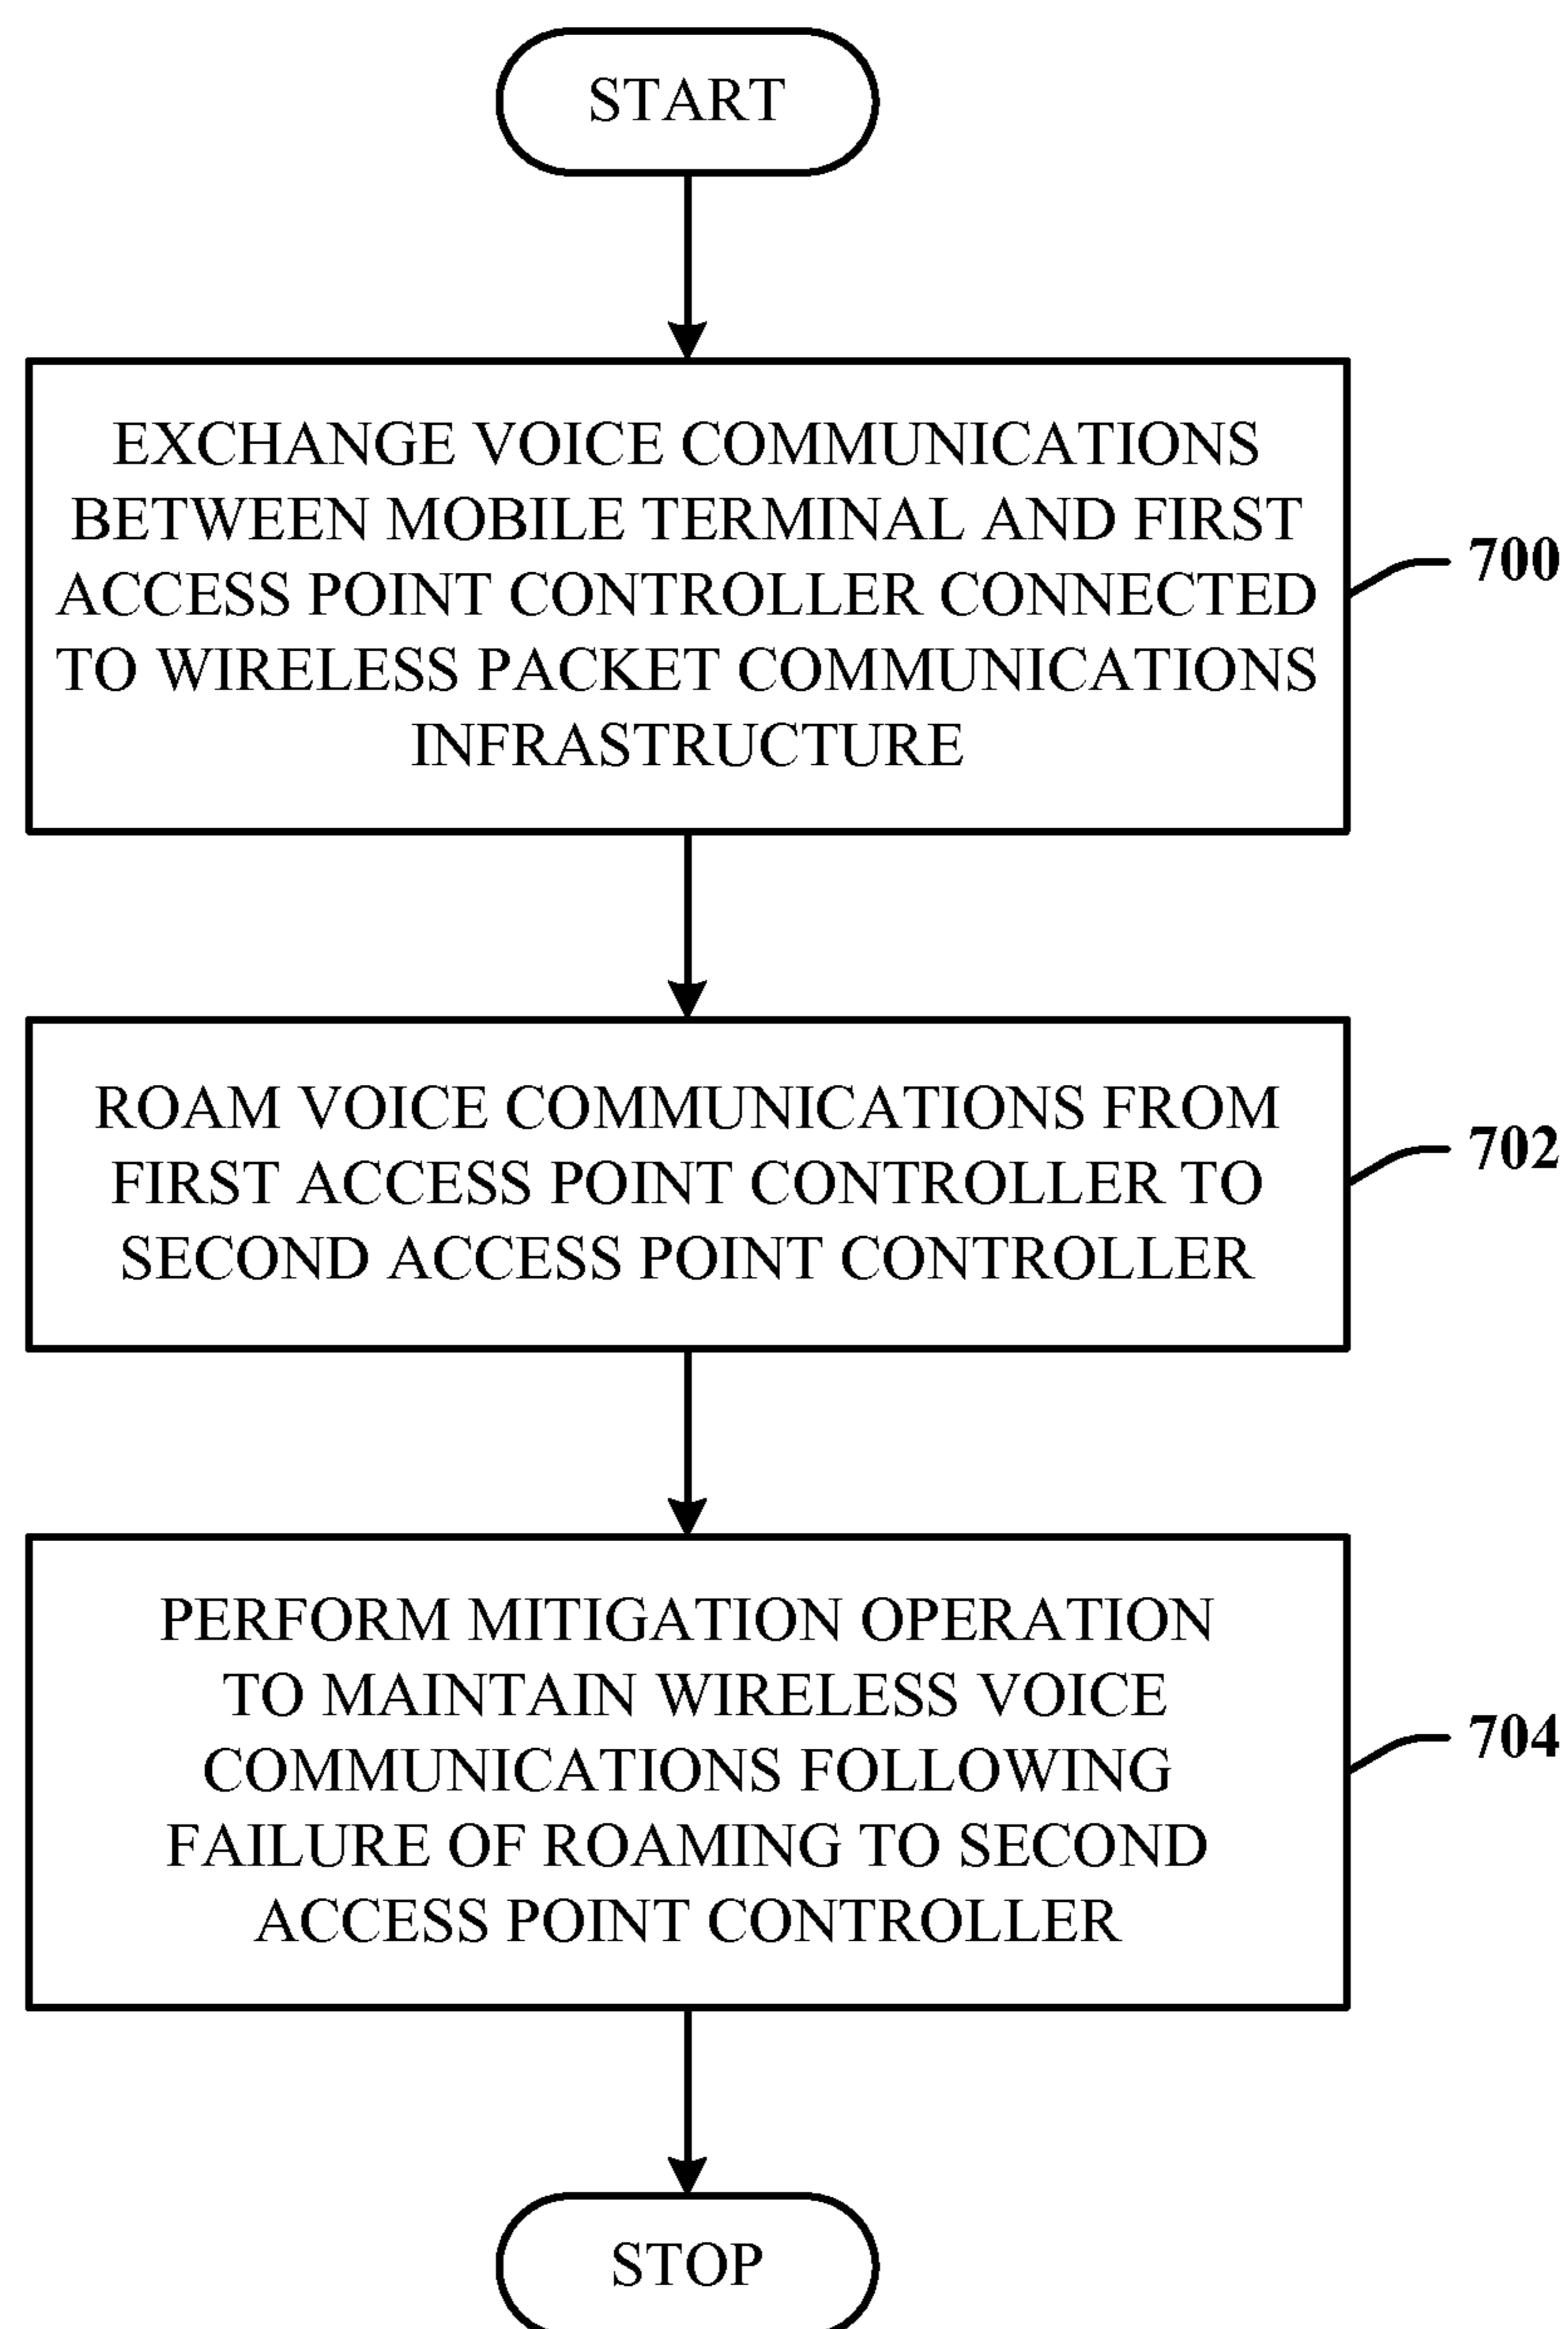 START
EXCHANGE VOICE COMMUNICATIONS
BETWEEN MOBILE TERMINAL AND FIRST
ACCESS POINT CONTROLLER CONNECTED
TO WIRELESS PACKET COMMUNICATIONS
INFRASTRUCTURE
700
ROAM VOICE COMMUNICATIONS FROM
FIRST ACCESS POINT CONTROLLER TO
SECOND ACCESS POINT CONTROLLER
702
PERFORM MITIGATION OPERATION
TO MAINTAIN WIRELESS VOICE
COMMUNICATIONS FOLLOWING
FAILURE OF ROAMING TO SECOND
ACCESS POINT CONTROLLER
704
STOP